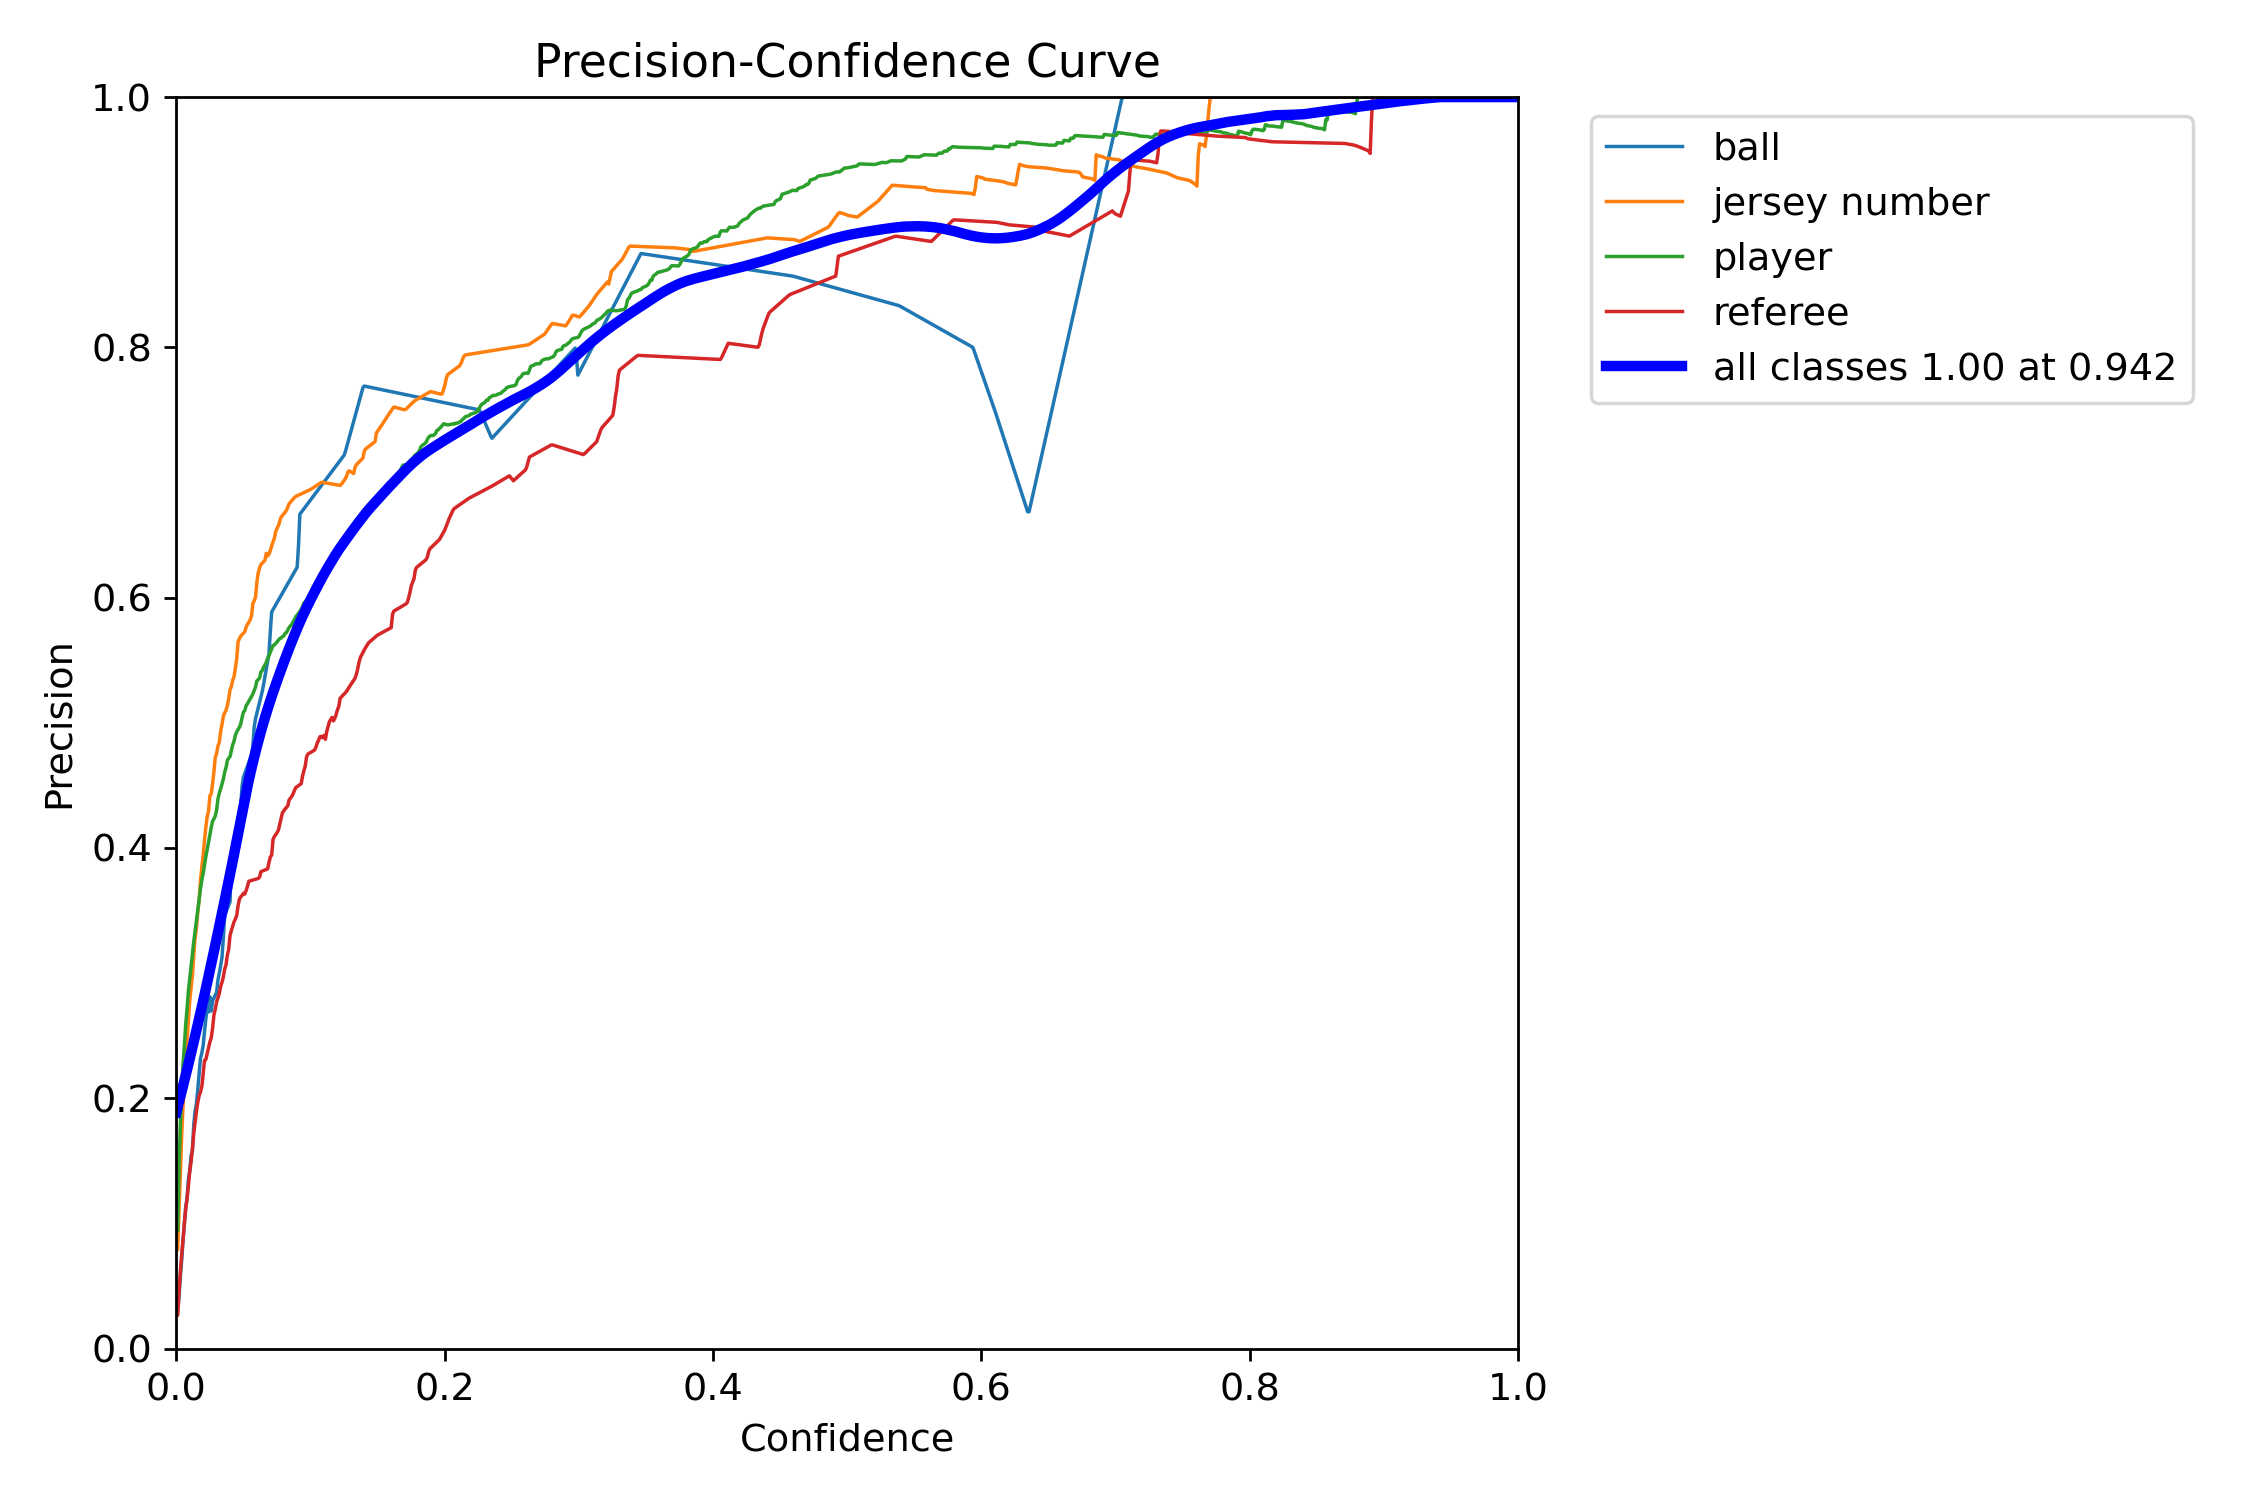 Precision-Confidence Curve
1.0
0.8
0.6
0.4
0.2
0.0
Precision
0.0 0.2 0.4 0.6 0.8 1.0
Confidence
ball
jersey number
player
referee
all classes 1.00 at 0.942